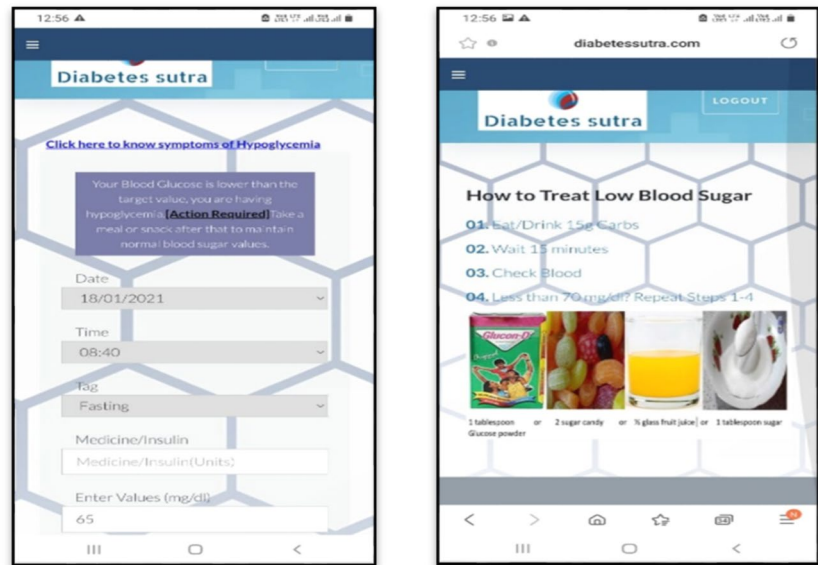 12:56
Diabetes sutra
Click here to know symptoms of Hypoglycemia
Your Blood Glucose is lower than the
target value, you are having
hypoglycemia.[Action Required]Take a
meal or snack after that to maintain
normal blood sugar values.
Date
18/01/2021
Time
08:40
Tag
Fasting
Medicine/Insulin
Medicine/Insulin(Units)
Enter Values (mg/dl)
65
12:56
diabetessutra.com
LOGOUT
Diabetes sutra
How to Treat Low Blood Sugar
01. Eat/Drink 15g Carbs
02. Wait 15 minutes
03. Check Blood
04. Less than 70 mg/dl? Repeat Steps 1-4
Glucon-D
1 tablespoon or 2 sugar candy or ½ glass fruit juice or 1 tablespoon sugar
Glucose powder
N